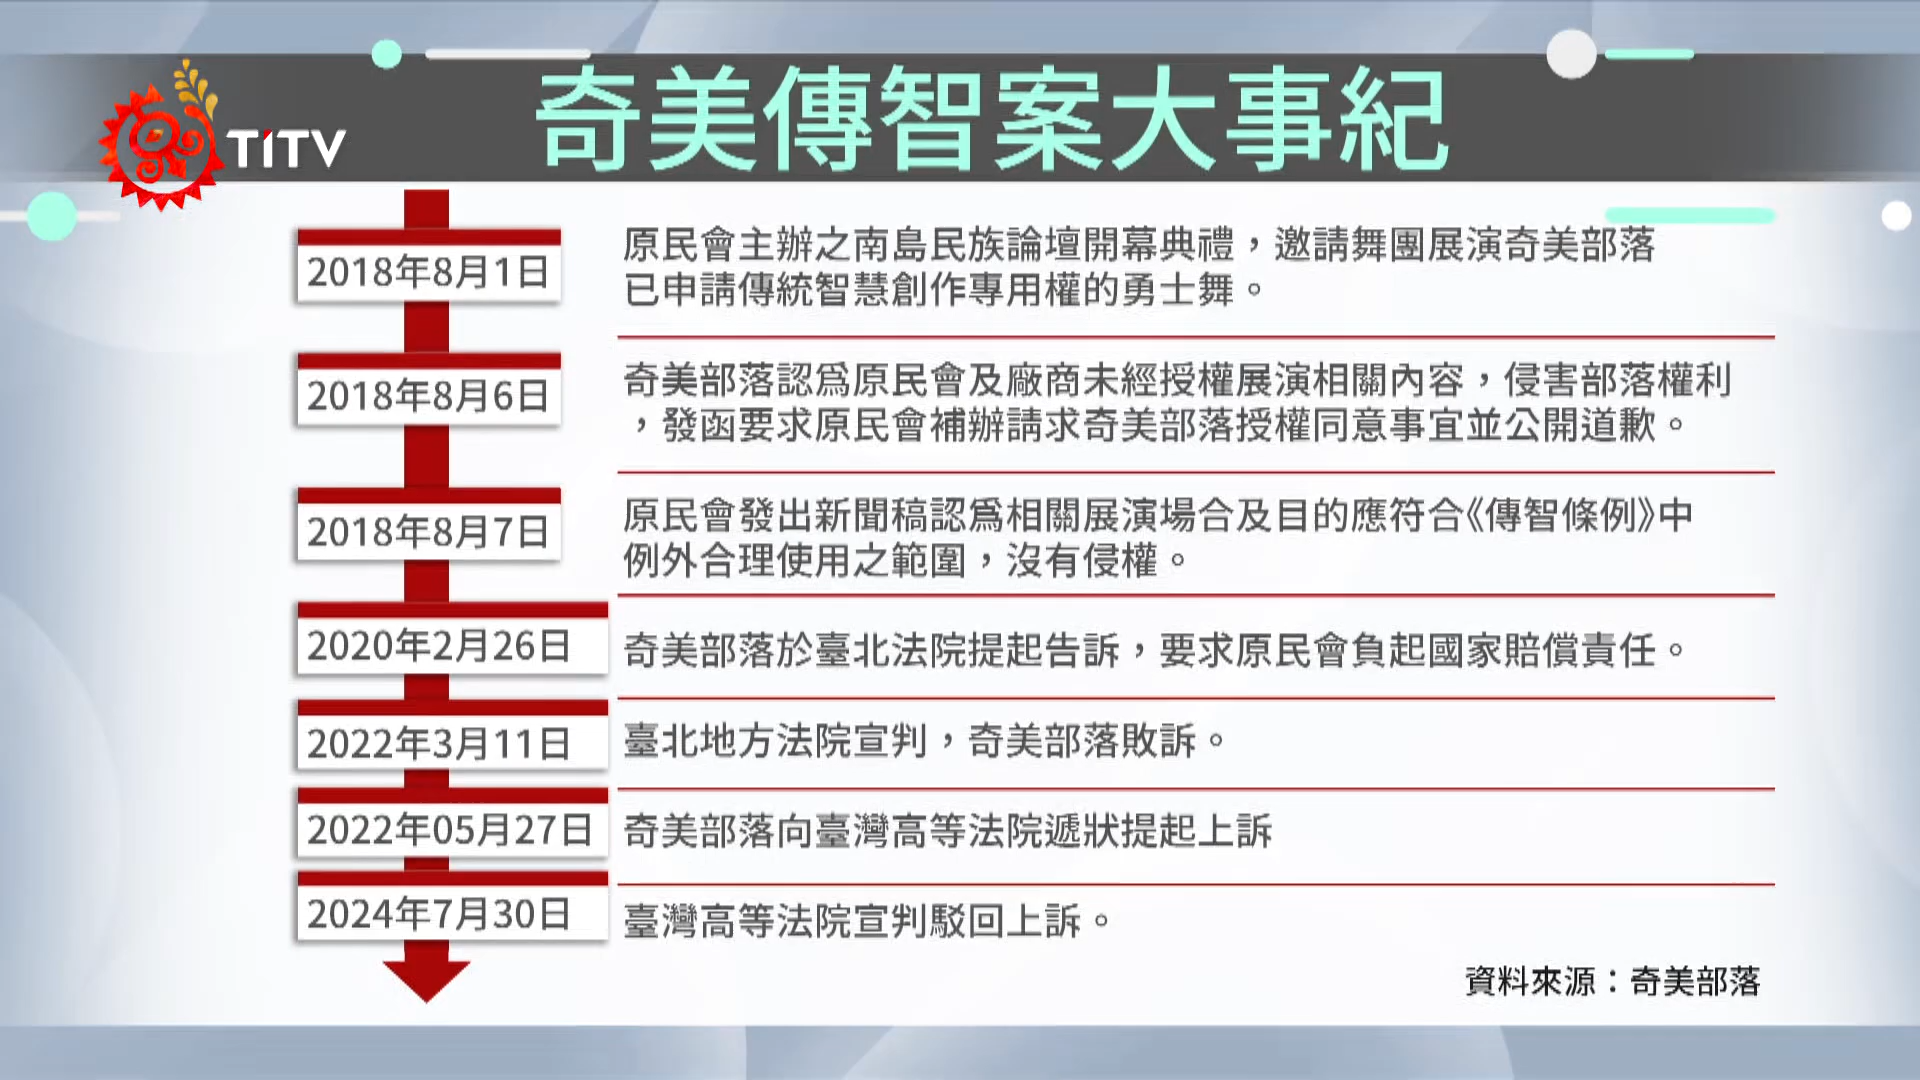 奇美傳智案大事紀
TITV
2018年8月1日
原民會主辦之南島民族論壇開幕典禮，邀請舞團展演奇美部落
已申請傳統智慧創作專用權的勇士舞。
2018年8月6日
奇美部落認爲原民會及廠商未經授權展演相關內容，侵害部落權利
，發函要求原民會補辦請求奇美部落授權同意事宜並公開道歉。
2018年8月7日
原民會發出新聞稿認爲相關展演場合及目的應符合《傳智條例》中
例外合理使用之範圍，沒有侵權。
2020年2月26日
奇美部落於臺北法院提起告訴，要求原民會負起國家賠償責任。
2022年3月11日
臺北地方法院宣判，奇美部落敗訴。
2022年05月27日
奇美部落向臺灣高等法院遞狀提起上訴
2024年7月30日
臺灣高等法院宣判駁回上訴。
資料來源：奇美部落